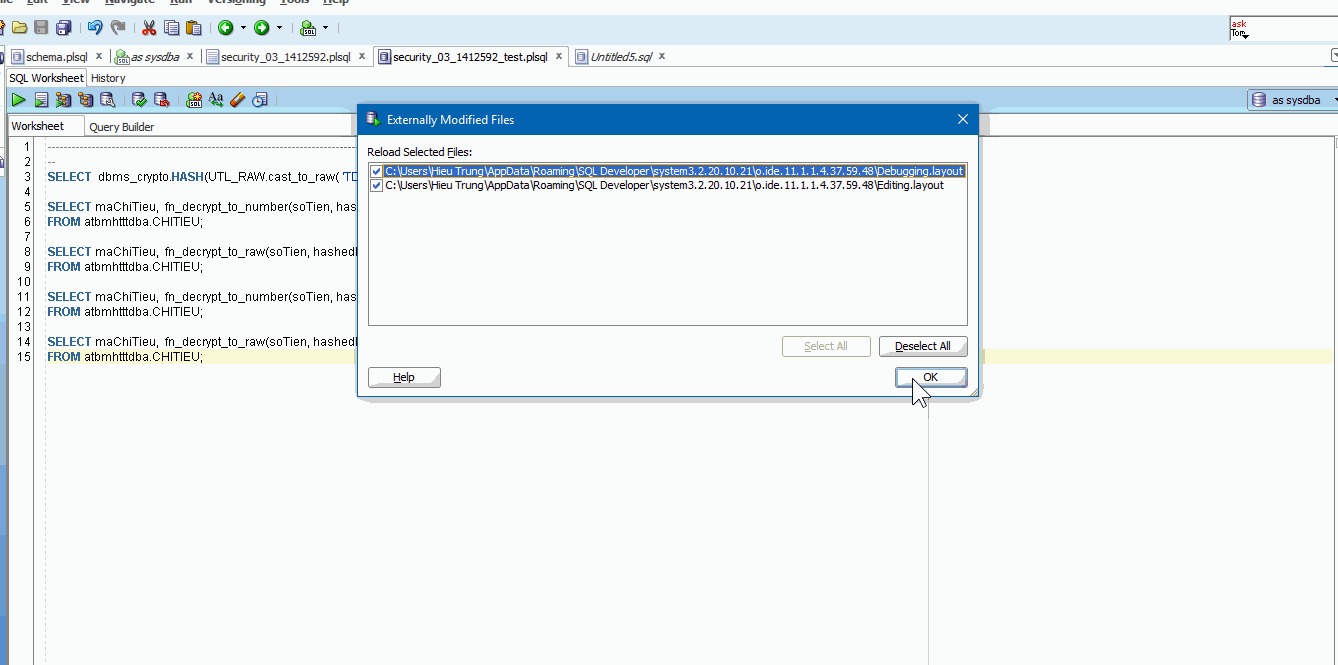 Edit View Navigate Run Versioning Tools Help
ask
Tom
schema.plsql x as sysdba x security_03_1412592.plsql x security_03_1412592_test.plsql x Untitled5.sql x
SQL Worksheet History
as sysdba
Worksheet Query Builder
1 --------------------------------------------------------------------------------
2 --
3 SELECT dbms_crypto.HASH(UTL_RAW.cast_to_raw( 'TD
4
5 SELECT maChiTieu, fn_decrypt_to_number(soTien, has
6 FROM atbmhtttdba.CHITIEU;
7
8 SELECT maChiTieu, fn_decrypt_to_raw(soTien, hashedI
9 FROM atbmhtttdba.CHITIEU;
10
11 SELECT maChiTieu, fn_decrypt_to_number(soTien, has
12 FROM atbmhtttdba.CHITIEU;
13
14 SELECT maChiTieu, fn_decrypt_to_raw(soTien, hashedI
15 FROM atbmhtttdba.CHITIEU;
Externally Modified Files
Reload Selected Files:
C:\Users\Hieu Trung\AppData\Roaming\SQL Developer\system3.2.20.10.21\o.ide.11.1.1.4.37.59.48\Debugging.layout
C:\Users\Hieu Trung\AppData\Roaming\SQL Developer\system3.2.20.10.21\o.ide.11.1.1.4.37.59.48\Editing.layout
Select All Deselect All
Help OK